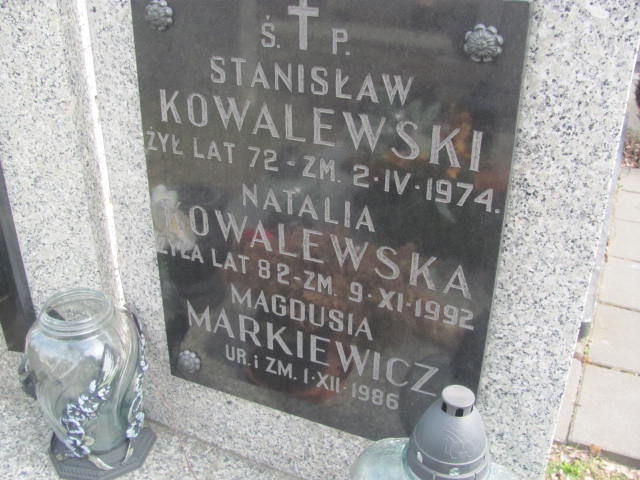 Ś. † P.
STANISŁAW
KOWALEWSKI
ŻYŁ LAT 72 - ZM. 2·IV·1974.
NATALIA
KOWALEWSKA
ŻYŁA LAT 82-ZM. 9·XI·1992
MAGDUSIA
MARKIEWICZ
UR. i ZM. 1·XII·1986